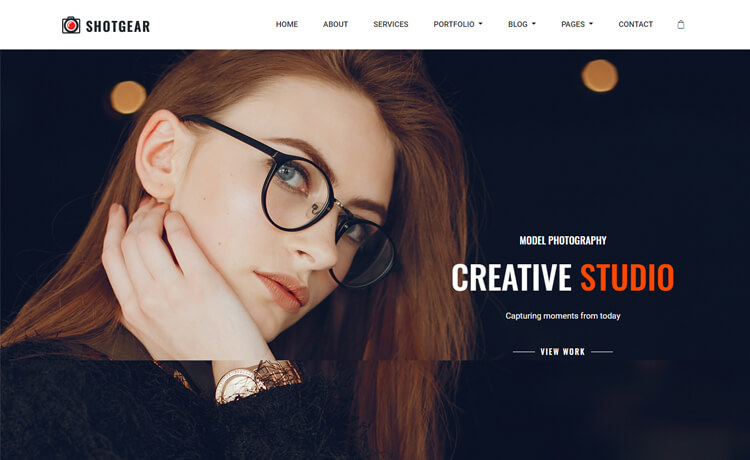 SHOTGEAR
HOME ABOUT SERVICES PORTFOLIO BLOG PAGES CONTACT
MODEL PHOTOGRAPHY
CREATIVE STUDIO
Capturing moments from today
VIEW WORK